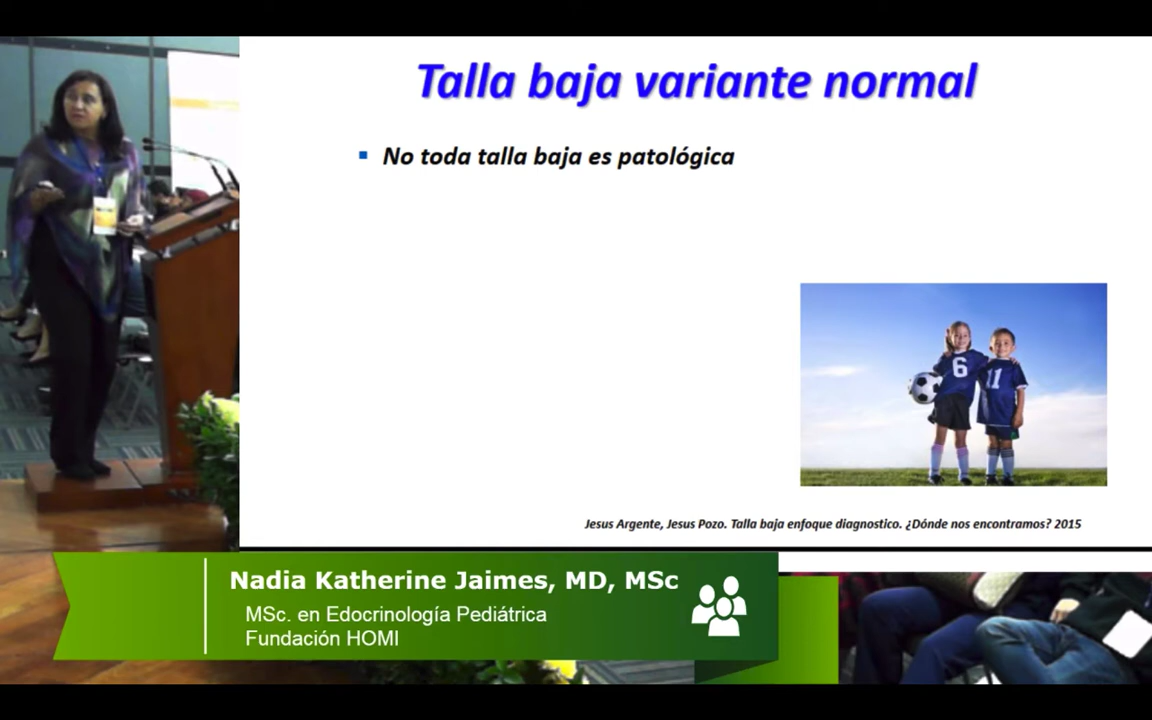 Talla baja variante normal
▪ No toda talla baja es patológica
6
11
Jesus Argente, Jesus Pozo. Talla baja enfoque diagnostico. ¿Dónde nos encontramos? 2015
Nadia Katherine Jaimes, MD, MSc
MSc. en Edocrinología Pediátrica
Fundación HOMI